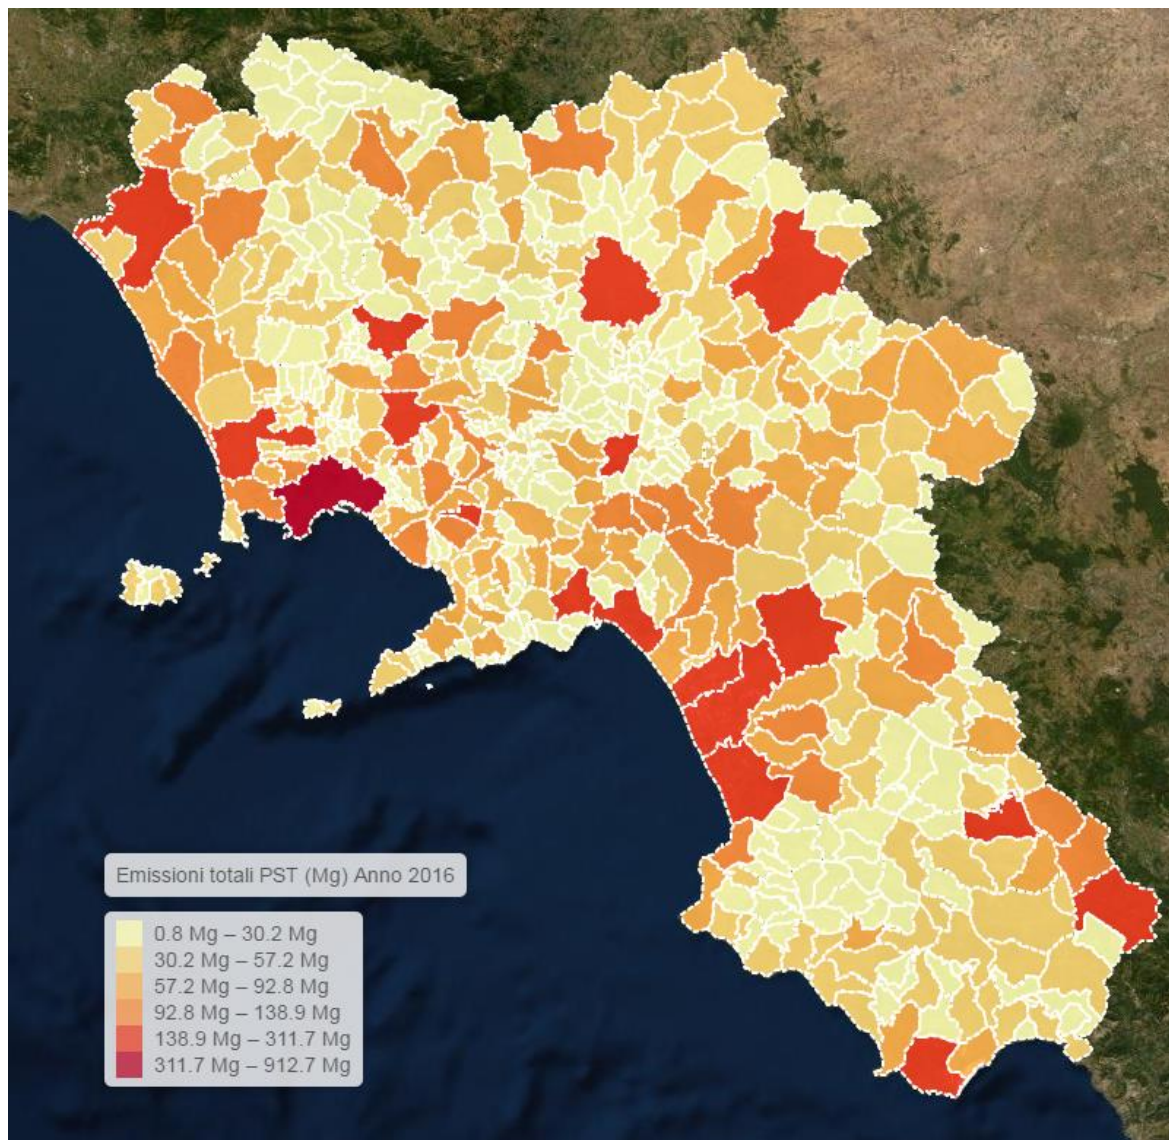 Emissioni totali PST (Mg) Anno 2016
0.8 Mg – 30.2 Mg
30.2 Mg – 57.2 Mg
57.2 Mg – 92.8 Mg
92.8 Mg – 138.9 Mg
138.9 Mg – 311.7 Mg
311.7 Mg – 912.7 Mg